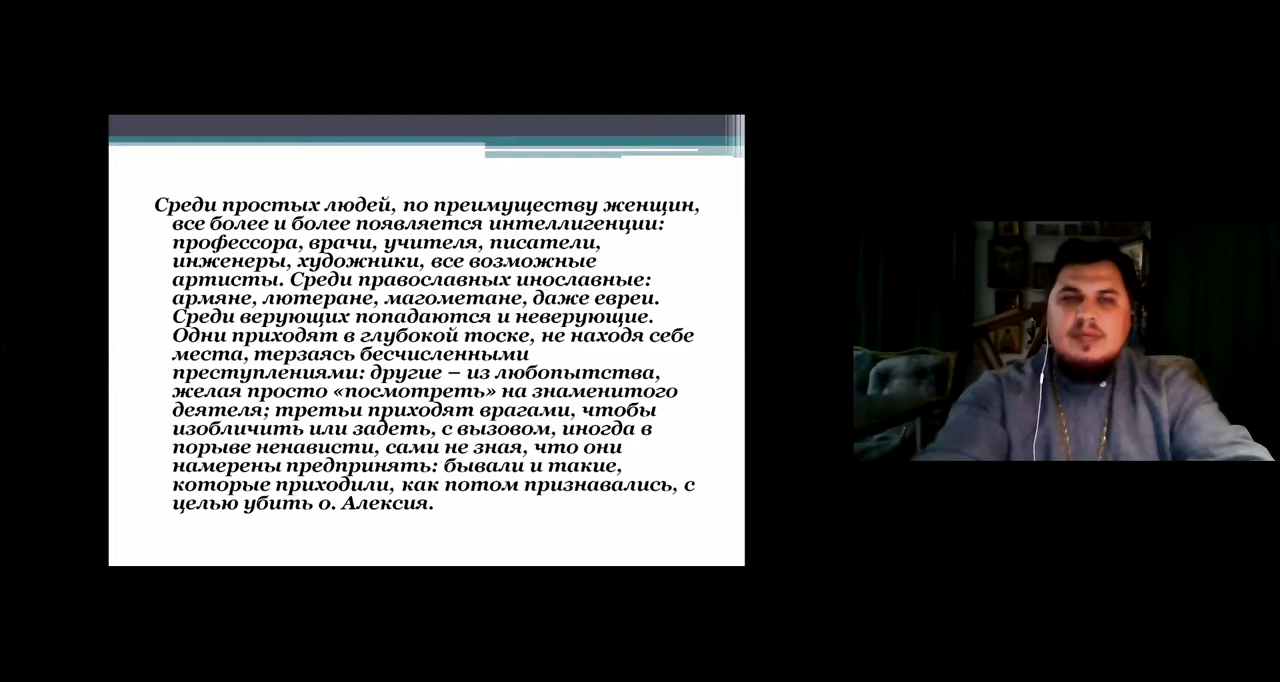 Среди простых людей, по преимуществу женщин,
все более и более появляется интеллигенции:
профессора, врачи, учителя, писатели,
инженеры, художники, все возможные
артисты. Среди православных инославные:
армяне, лютеране, магометане, даже евреи.
Среди верующих попадаются и неверующие.
Одни приходят в глубокой тоске, не находя себе
места, терзаясь бесчисленными
преступлениями: другие – из любопытства,
желая просто «посмотреть» на знаменитого
деятеля; третьи приходят врагами, чтобы
изобличить или задеть, с вызовом, иногда в
порыве ненависти, сами не зная, что они
намерены предпринять: бывали и такие,
которые приходили, как потом признавались, с
целью убить о. Алексия.